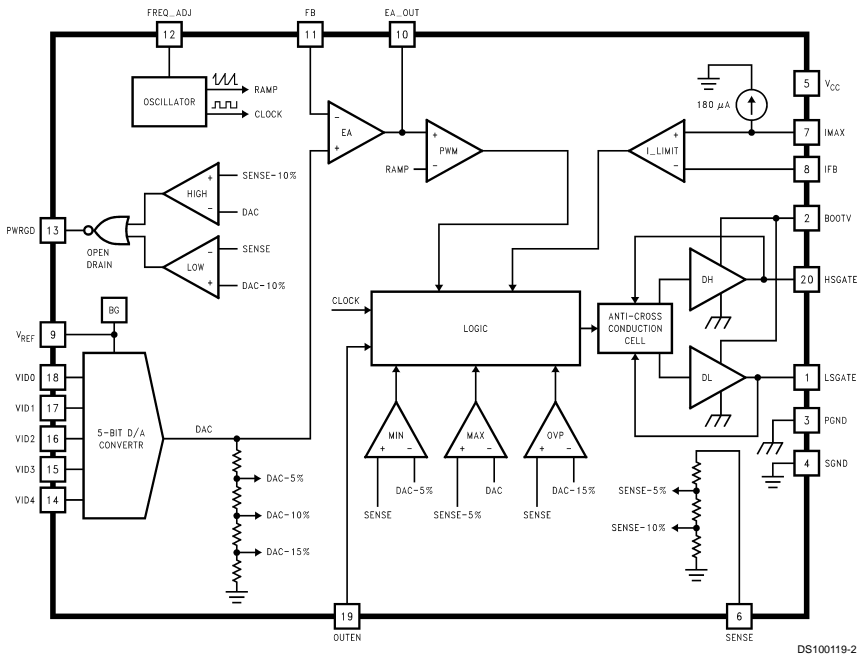 FREQ_ADJ
FB
EA_OUT
12
11
10
OSCILLATOR
RAMP
CLOCK
5
VCC
180 μA
-
EA
+
+
PWM
RAMP
-
+
I_LIMIT
-
7
IMAX
8
IFB
+
SENSE-10%
HIGH
-
DAC
PWRGD
13
OPEN
DRAIN
-
SENSE
LOW
+
DAC-10%
2
BOOTV
DH
20
HSGATE
CLOCK
LOGIC
ANTI-CROSS
CONDUCTION
CELL
BG
VREF
9
DL
1
LSGATE
VID0
18
VID1
17
VID2
16
VID3
15
VID4
14
5-BIT D/A
CONVERTR
DAC
DAC-5%
DAC-10%
DAC-15%
MIN
+ -
DAC-5%
SENSE
MAX
+ -
DAC
SENSE-5%
OVP
+ -
DAC-15%
SENSE
3
PGND
4
SGND
SENSE-5%
SENSE-10%
19
OUTEN
6
SENSE
DS100119-2